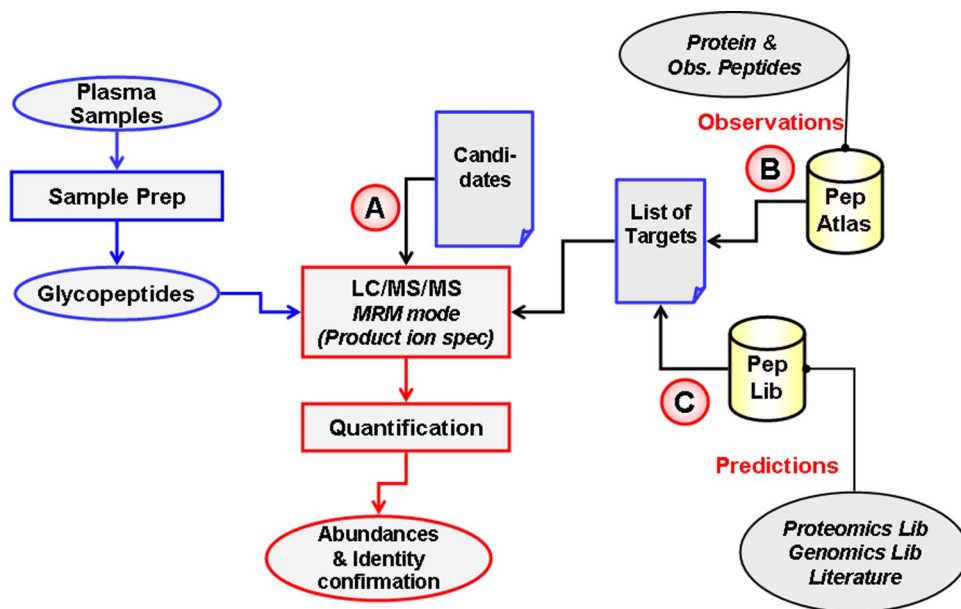 Plasma
Samples
Sample Prep
Glycopeptides
A
Candi-
dates
LC/MS/MS
MRM mode
(Product ion spec)
Quantification
Abundances
& Identity
confirmation
List of
Targets
Protein &
Obs. Peptides
Observations
B
Pep
Atlas
C
Pep
Lib
Predictions
Proteomics Lib
Genomics Lib
Literature